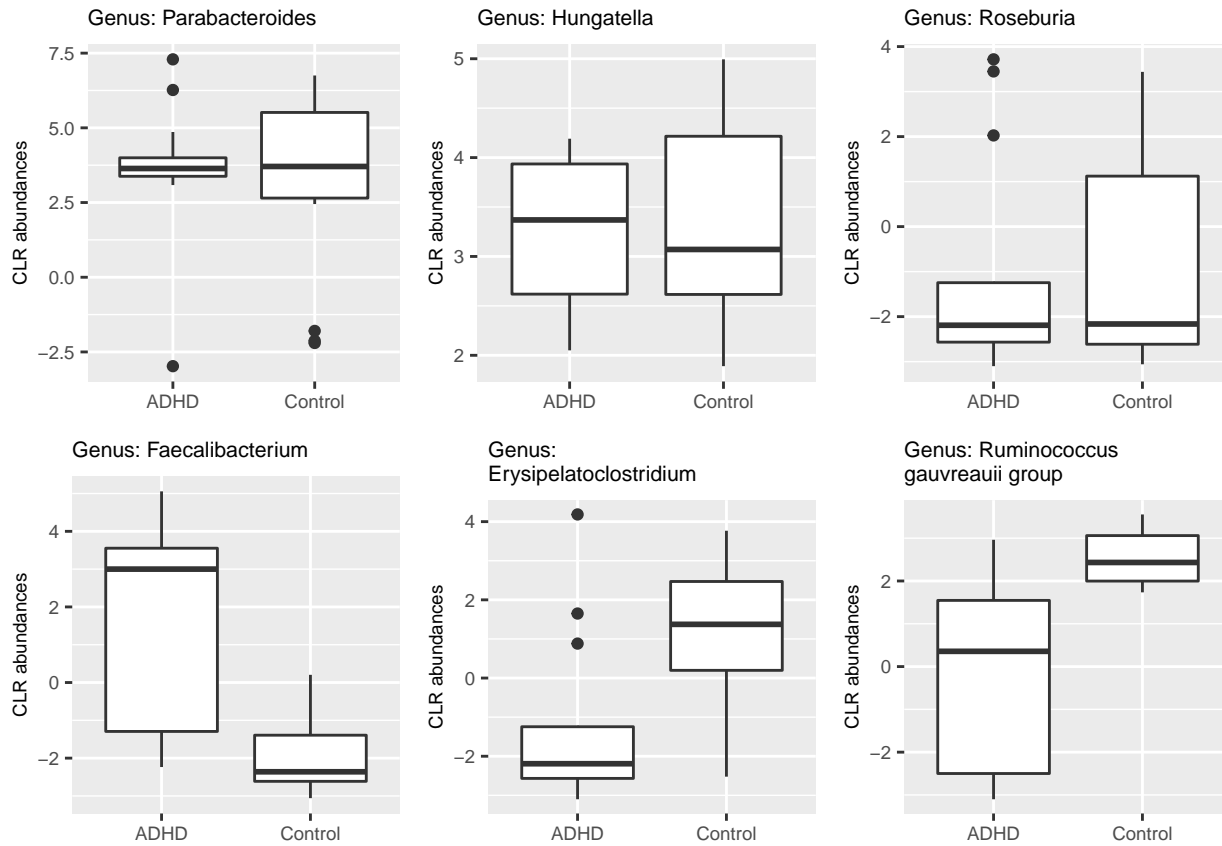 Genus: Parabacteroides
CLR abundances
7.5
5.0
2.5
0.0
−2.5
ADHD
Control
Genus: Hungatella
CLR abundances
5
4
3
2
ADHD
Control
Genus: Roseburia
CLR abundances
4
2
0
−2
ADHD
Control
Genus: Faecalibacterium
CLR abundances
4
2
0
−2
ADHD
Control
Genus:
Erysipelatoclostridium
CLR abundances
4
2
0
−2
ADHD
Control
Genus: Ruminococcus
gauvreauii group
CLR abundances
2
0
−2
ADHD
Control